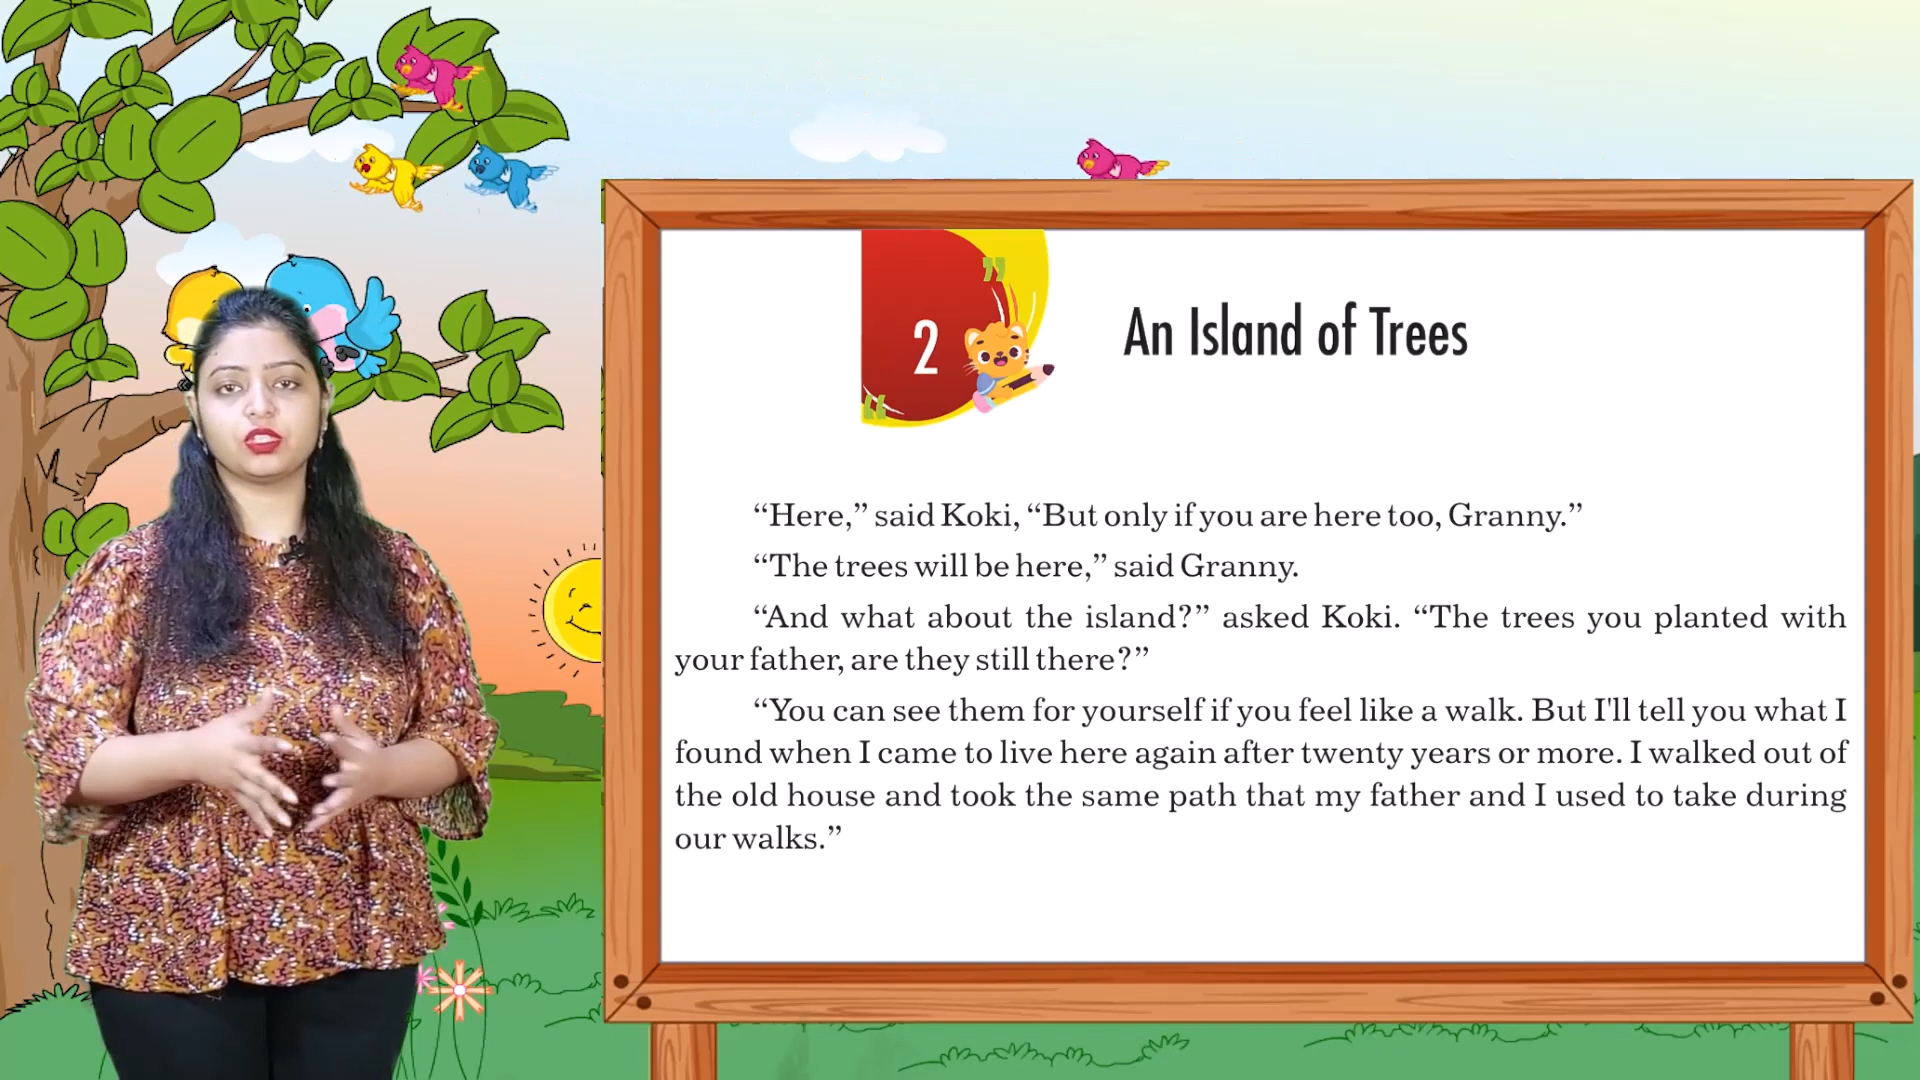 2
An Island of Trees
“Here,” said Koki, “But only if you are here too, Granny.”
“The trees will be here,” said Granny.
“And what about the island?” asked Koki. “The trees you planted with
your father, are they still there?”
“You can see them for yourself if you feel like a walk. But I'll tell you what I
found when I came to live here again after twenty years or more. I walked out of
the old house and took the same path that my father and I used to take during
our walks.”